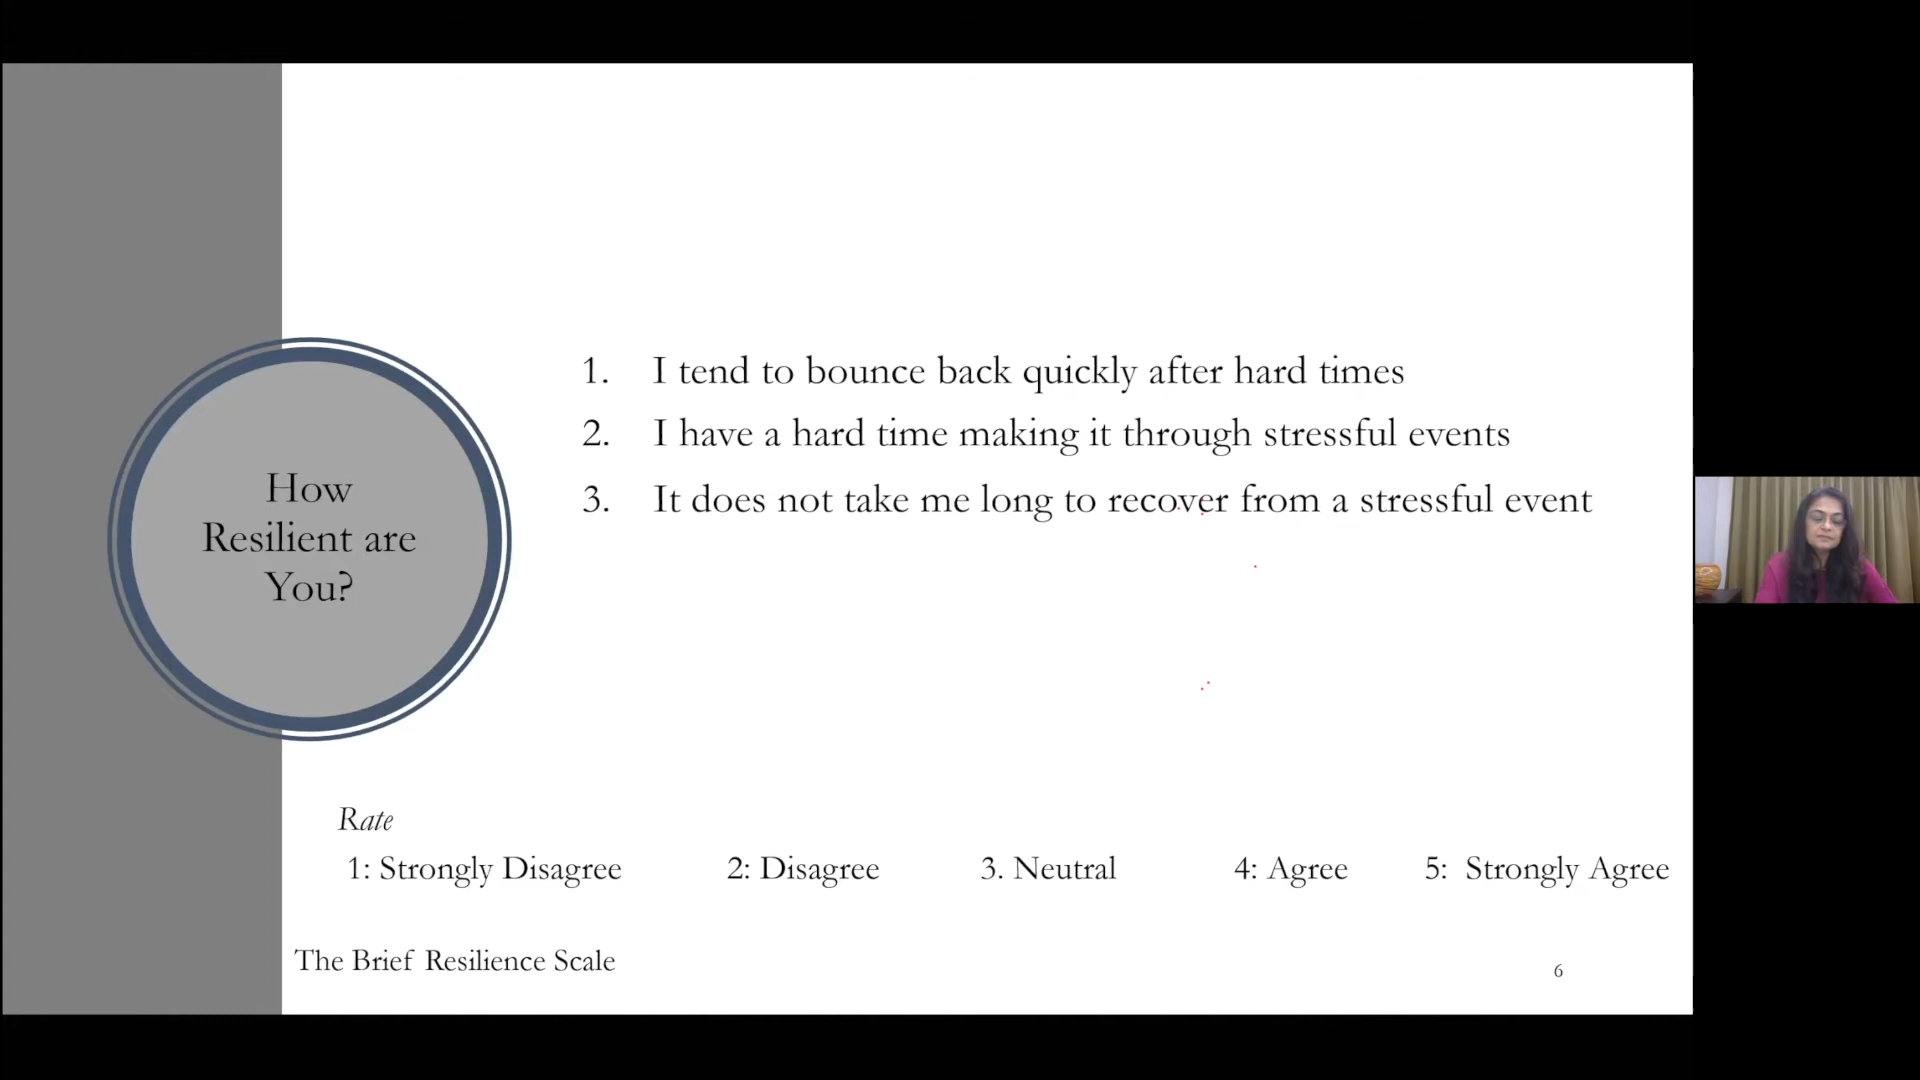 How
Resilient are
You?
1. I tend to bounce back quickly after hard times
2. I have a hard time making it through stressful events
3. It does not take me long to recover from a stressful event
Rate
1: Strongly Disagree 2: Disagree 3. Neutral 4: Agree 5: Strongly Agree
The Brief Resilience Scale
6